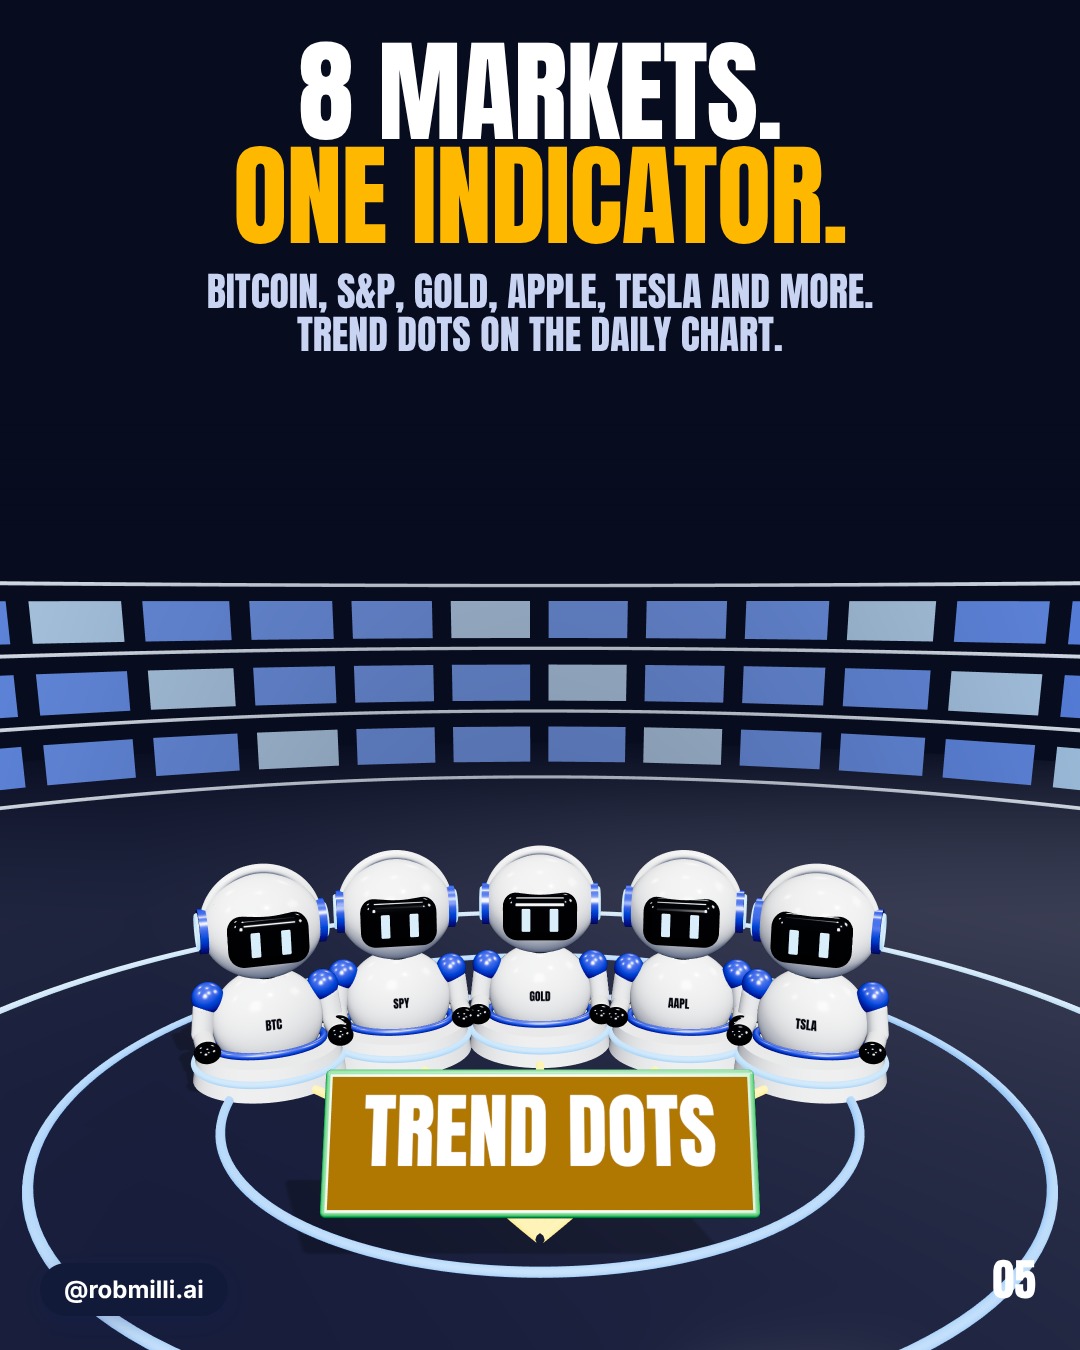 8 MARKETS.
ONE INDICATOR.
BITCOIN, S&P, GOLD, APPLE, TESLA AND MORE.
TREND DOTS ON THE DAILY CHART.
BTC
SPY
GOLD
AAPL
TSLA
TREND DOTS
@robmilli.ai
05